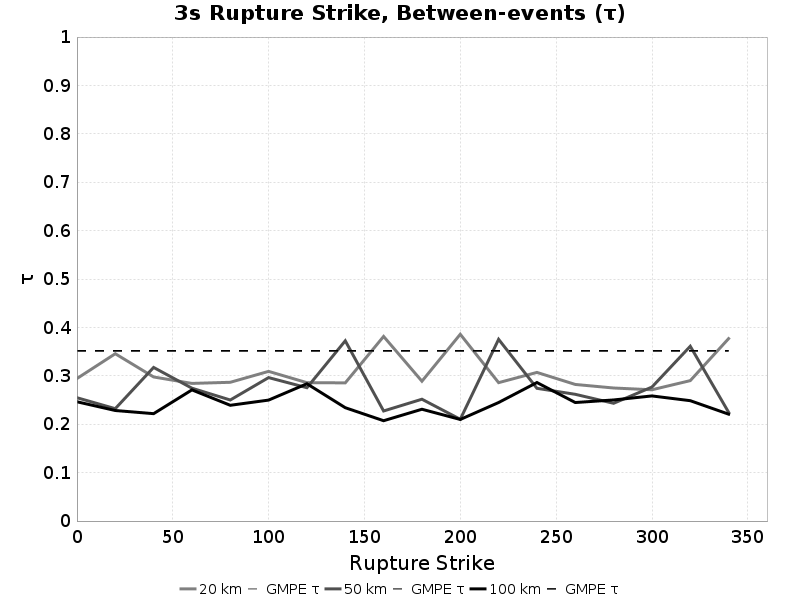 3s Rupture Strike, Between-events (τ)
1
0.9
0.8
0.7
0.6
0.5
0.4
0.3
0.2
0.1
0
τ
0 50 100 150 200 250 300 350
Rupture Strike
20 km GMPE τ 50 km GMPE τ 100 km GMPE τ